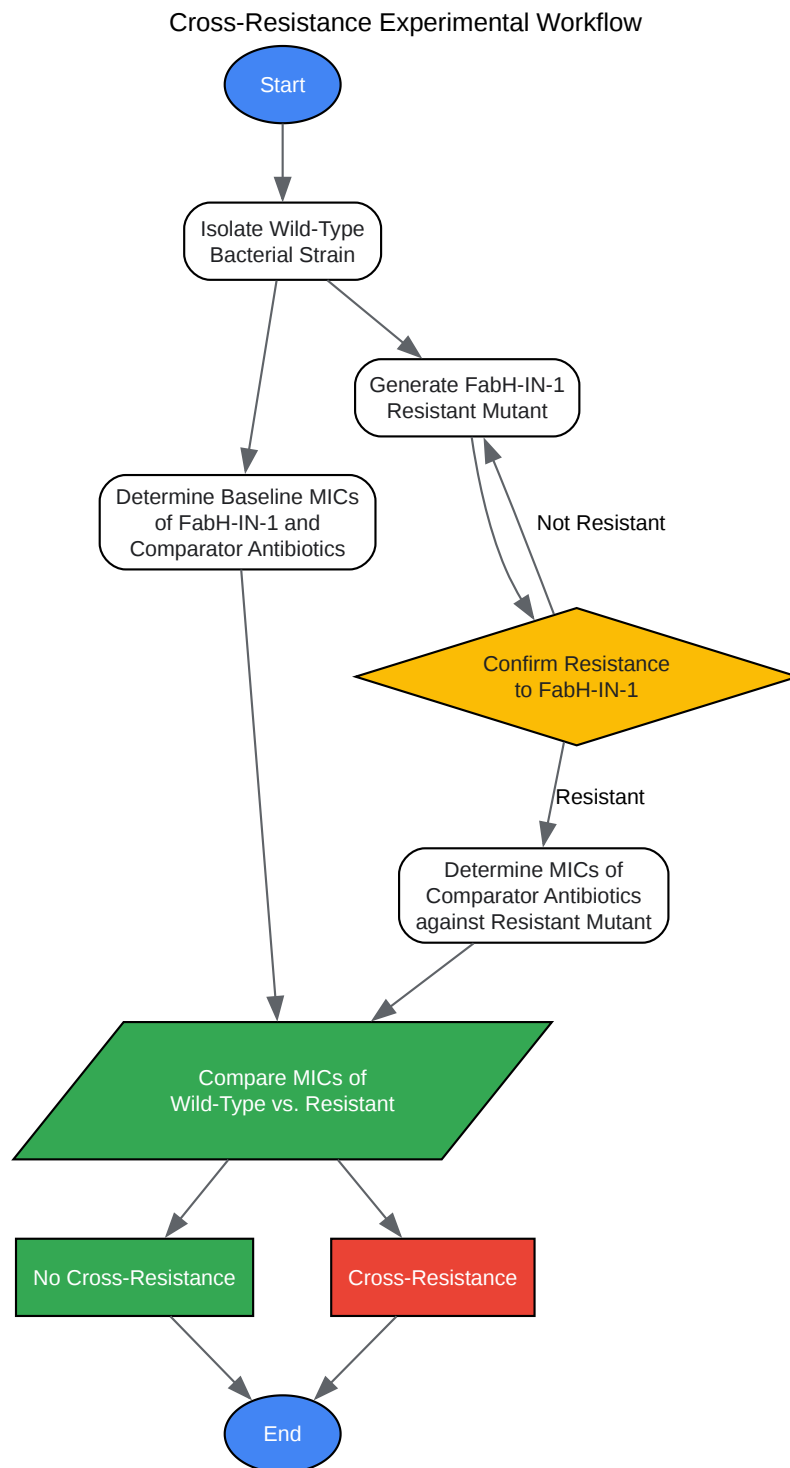 Cross-Resistance Experimental Workflow
Start
Isolate Wild-Type
Bacterial Strain
Generate FabH-IN-1
Resistant Mutant
Determine Baseline MICs
of FabH-IN-1 and
Comparator Antibiotics
Not Resistant
Confirm Resistance
to FabH-IN-1
Resistant
Determine MICs of
Comparator Antibiotics
against Resistant Mutant
Compare MICs of
Wild-Type vs. Resistant
No Cross-Resistance
Cross-Resistance
End